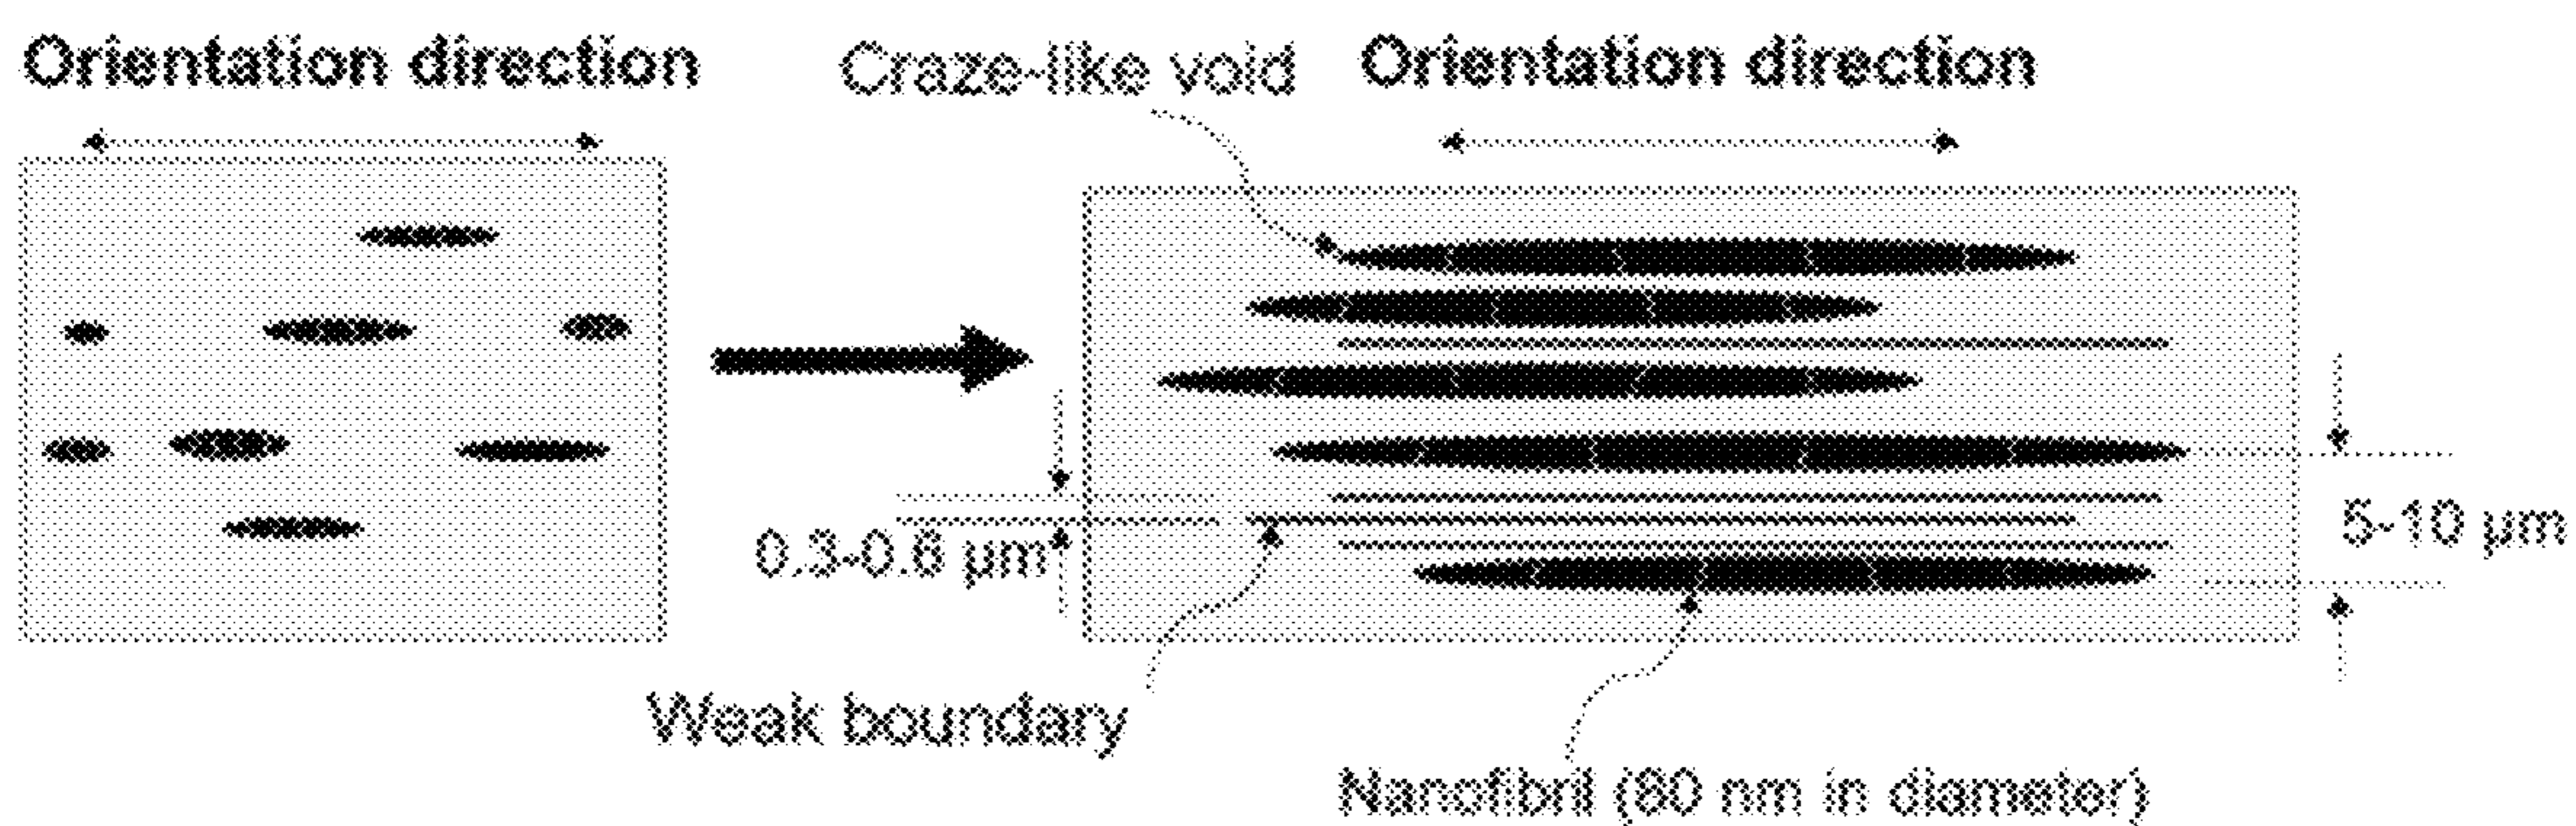 Orientation direction
Craze-like void
Orientation direction
0.3-0.6 µm
5-10 µm
Weak boundary
Nanofibril (80 nm in diameter)